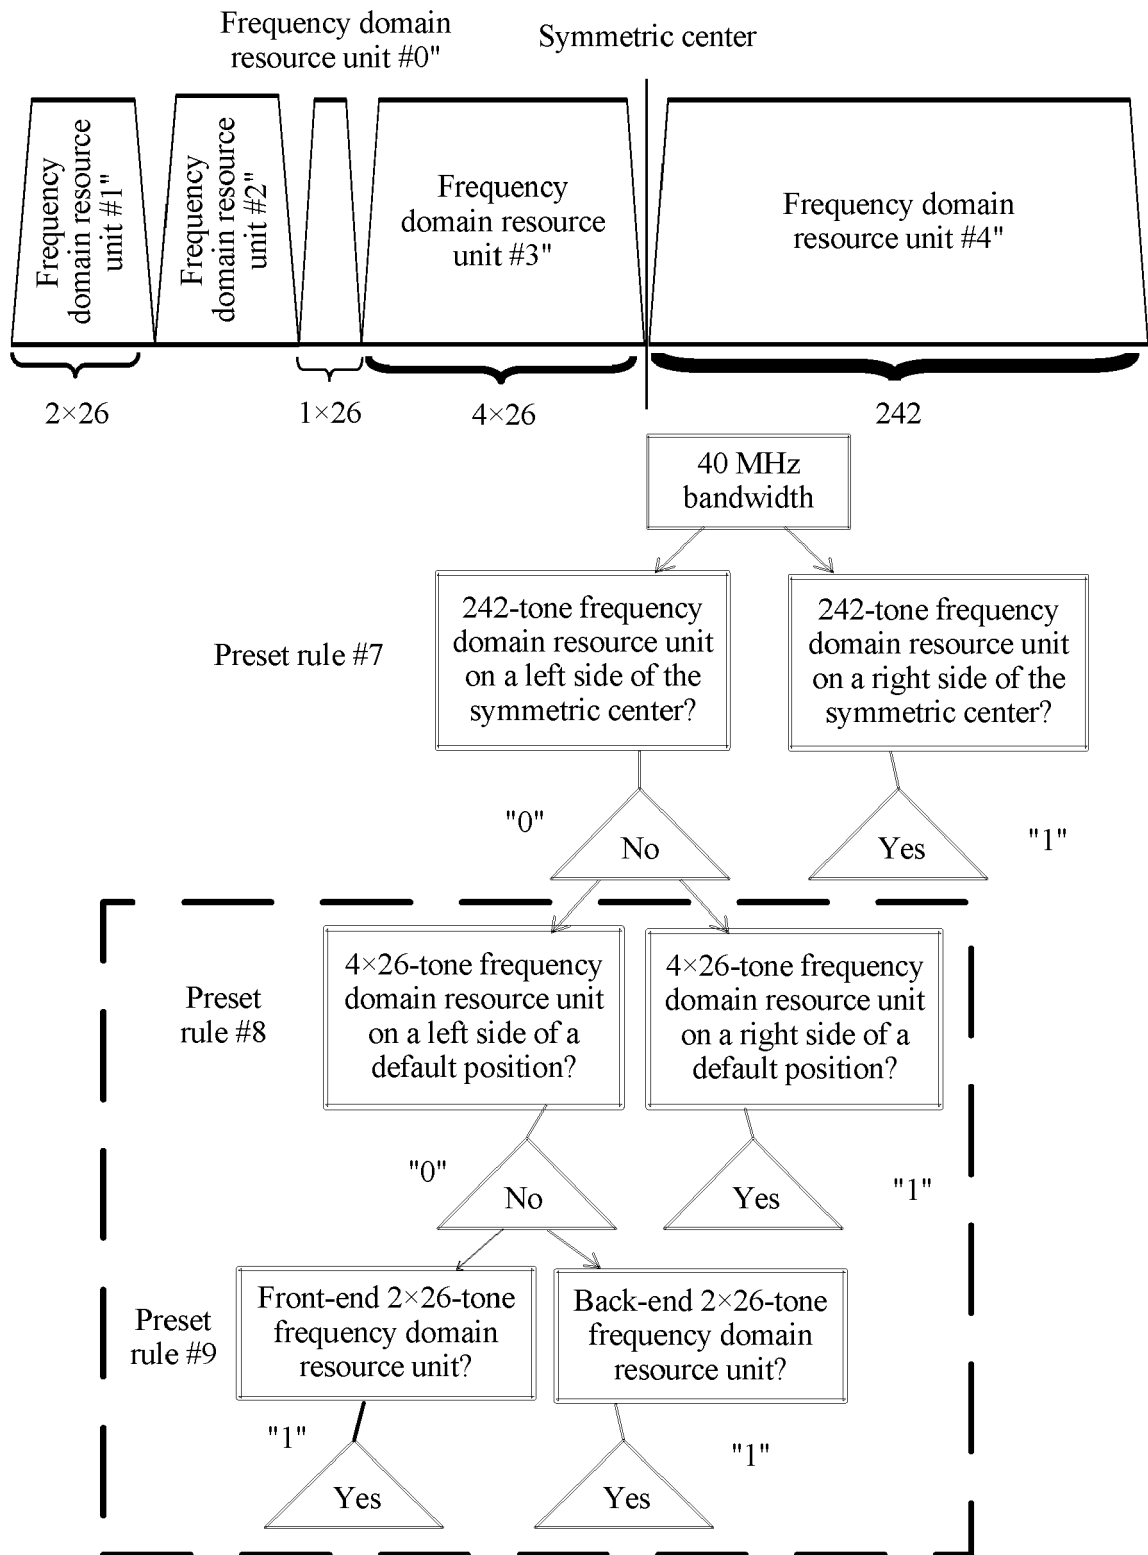 Frequency domain
resource unit #0"
Symmetric center
Frequency
domain resource
unit #1"
Frequency
domain resource
unit #2"
Frequency
domain resource
unit #3"
Frequency domain
resource unit #4"
2×26
1×26
4×26
242
40 MHz
bandwidth
Preset rule #7
242-tone frequency
domain resource unit
on a left side of the
symmetric center?
242-tone frequency
domain resource unit
on a right side of the
symmetric center?
"0"
No
Yes
"1"
Preset
rule #8
4×26-tone frequency
domain resource unit
on a left side of a
default position?
4×26-tone frequency
domain resource unit
on a right side of a
default position?
"0"
No
Yes
"1"
Preset
rule #9
Front-end 2×26-tone
frequency domain
resource unit?
Back-end 2×26-tone
frequency domain
resource unit?
"1"
Yes
Yes
"1"